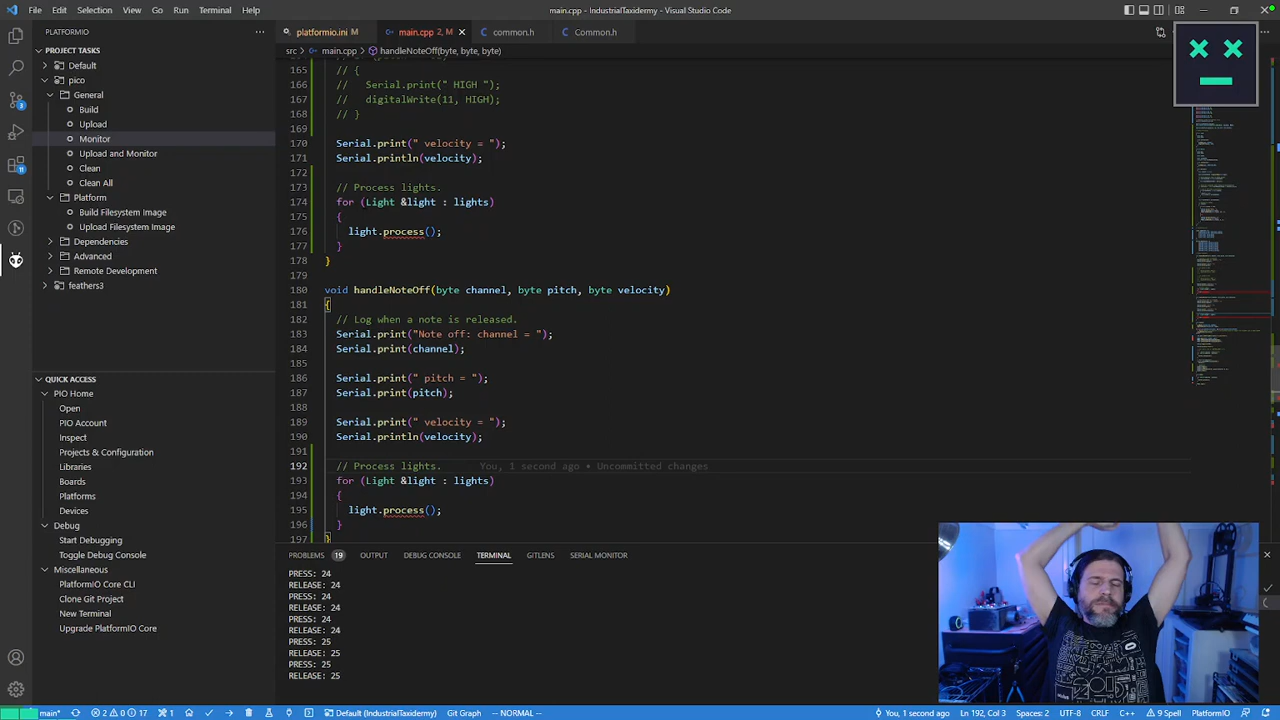 File Edit Selection View Go Run Terminal Help
main.cpp - IndustrialTaxidermy - Visual Studio Code
PLATFORMIO
platformio.ini M
main.cpp 2, M
common.h
Common.h
src > main.cpp > handleNoteOff(byte, byte, byte)
PROJECT TASKS
Default
pico
General
Build
Upload
Monitor
Upload and Monitor
Clean
Clean All
Platform
Build Filesystem Image
Upload Filesystem Image
Dependencies
Advanced
Remote Development
feathers3
QUICK ACCESS
PIO Home
Open
PIO Account
Inspect
Projects & Configuration
Libraries
Boards
Platforms
Devices
Debug
Start Debugging
Toggle Debug Console
Miscellaneous
PlatformIO Core CLI
Clone Git Project
New Terminal
Upgrade PlatformIO Core
165 // {
166 // Serial.print(" HIGH ");
167 // digitalWrite(11, HIGH);
168 // }
169
170 Serial.print(" velocity = ");
171 Serial.println(velocity);
172
173 // Process lights.
174 for (Light &light : lights)
176 light.process();
177 }
178 }
179
180 void handleNoteOff(byte channel, byte pitch, byte velocity)
181 {
182 // Log when a note is released.
183 Serial.print("Note off: channel = ");
184 Serial.print(channel);
185
186 Serial.print(" pitch = ");
187 Serial.print(pitch);
188
189 Serial.print(" velocity = ");
190 Serial.println(velocity);
191
192 // Process lights. You, 1 second ago • Uncommitted changes
193 for (Light &light : lights)
194 {
195 light.process();
196 }
197 }
PROBLEMS 19 OUTPUT DEBUG CONSOLE TERMINAL GITLENS SERIAL MONITOR
PRESS: 24
RELEASE: 24
PRESS: 24
RELEASE: 24
PRESS: 24
RELEASE: 24
PRESS: 25
RELEASE: 25
PRESS: 25
RELEASE: 25
main* 2 0 17 1 Default (IndustrialTaxidermy) Git Graph -- NORMAL -- You, 1 second ago Ln 192, Col 3 Spaces: 2 UTF-8 CRLF C++ 9 Spell PlatformIO